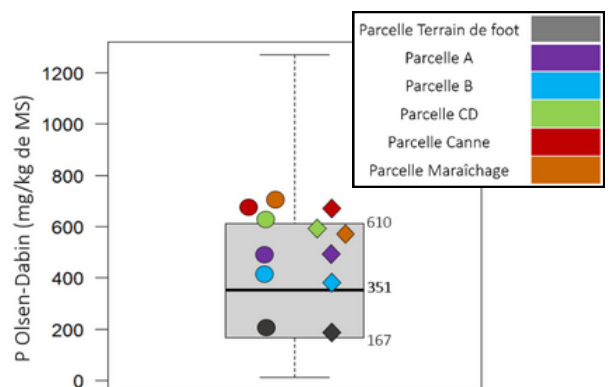 Parcelle Terrain de foot
Parcelle A
Parcelle B
Parcelle CD
Parcelle Canne
Parcelle Maraîchage
P Olsen-Dabin (mg/kg de MS)
1200
1000
800
600
400
200
0
610
351
167